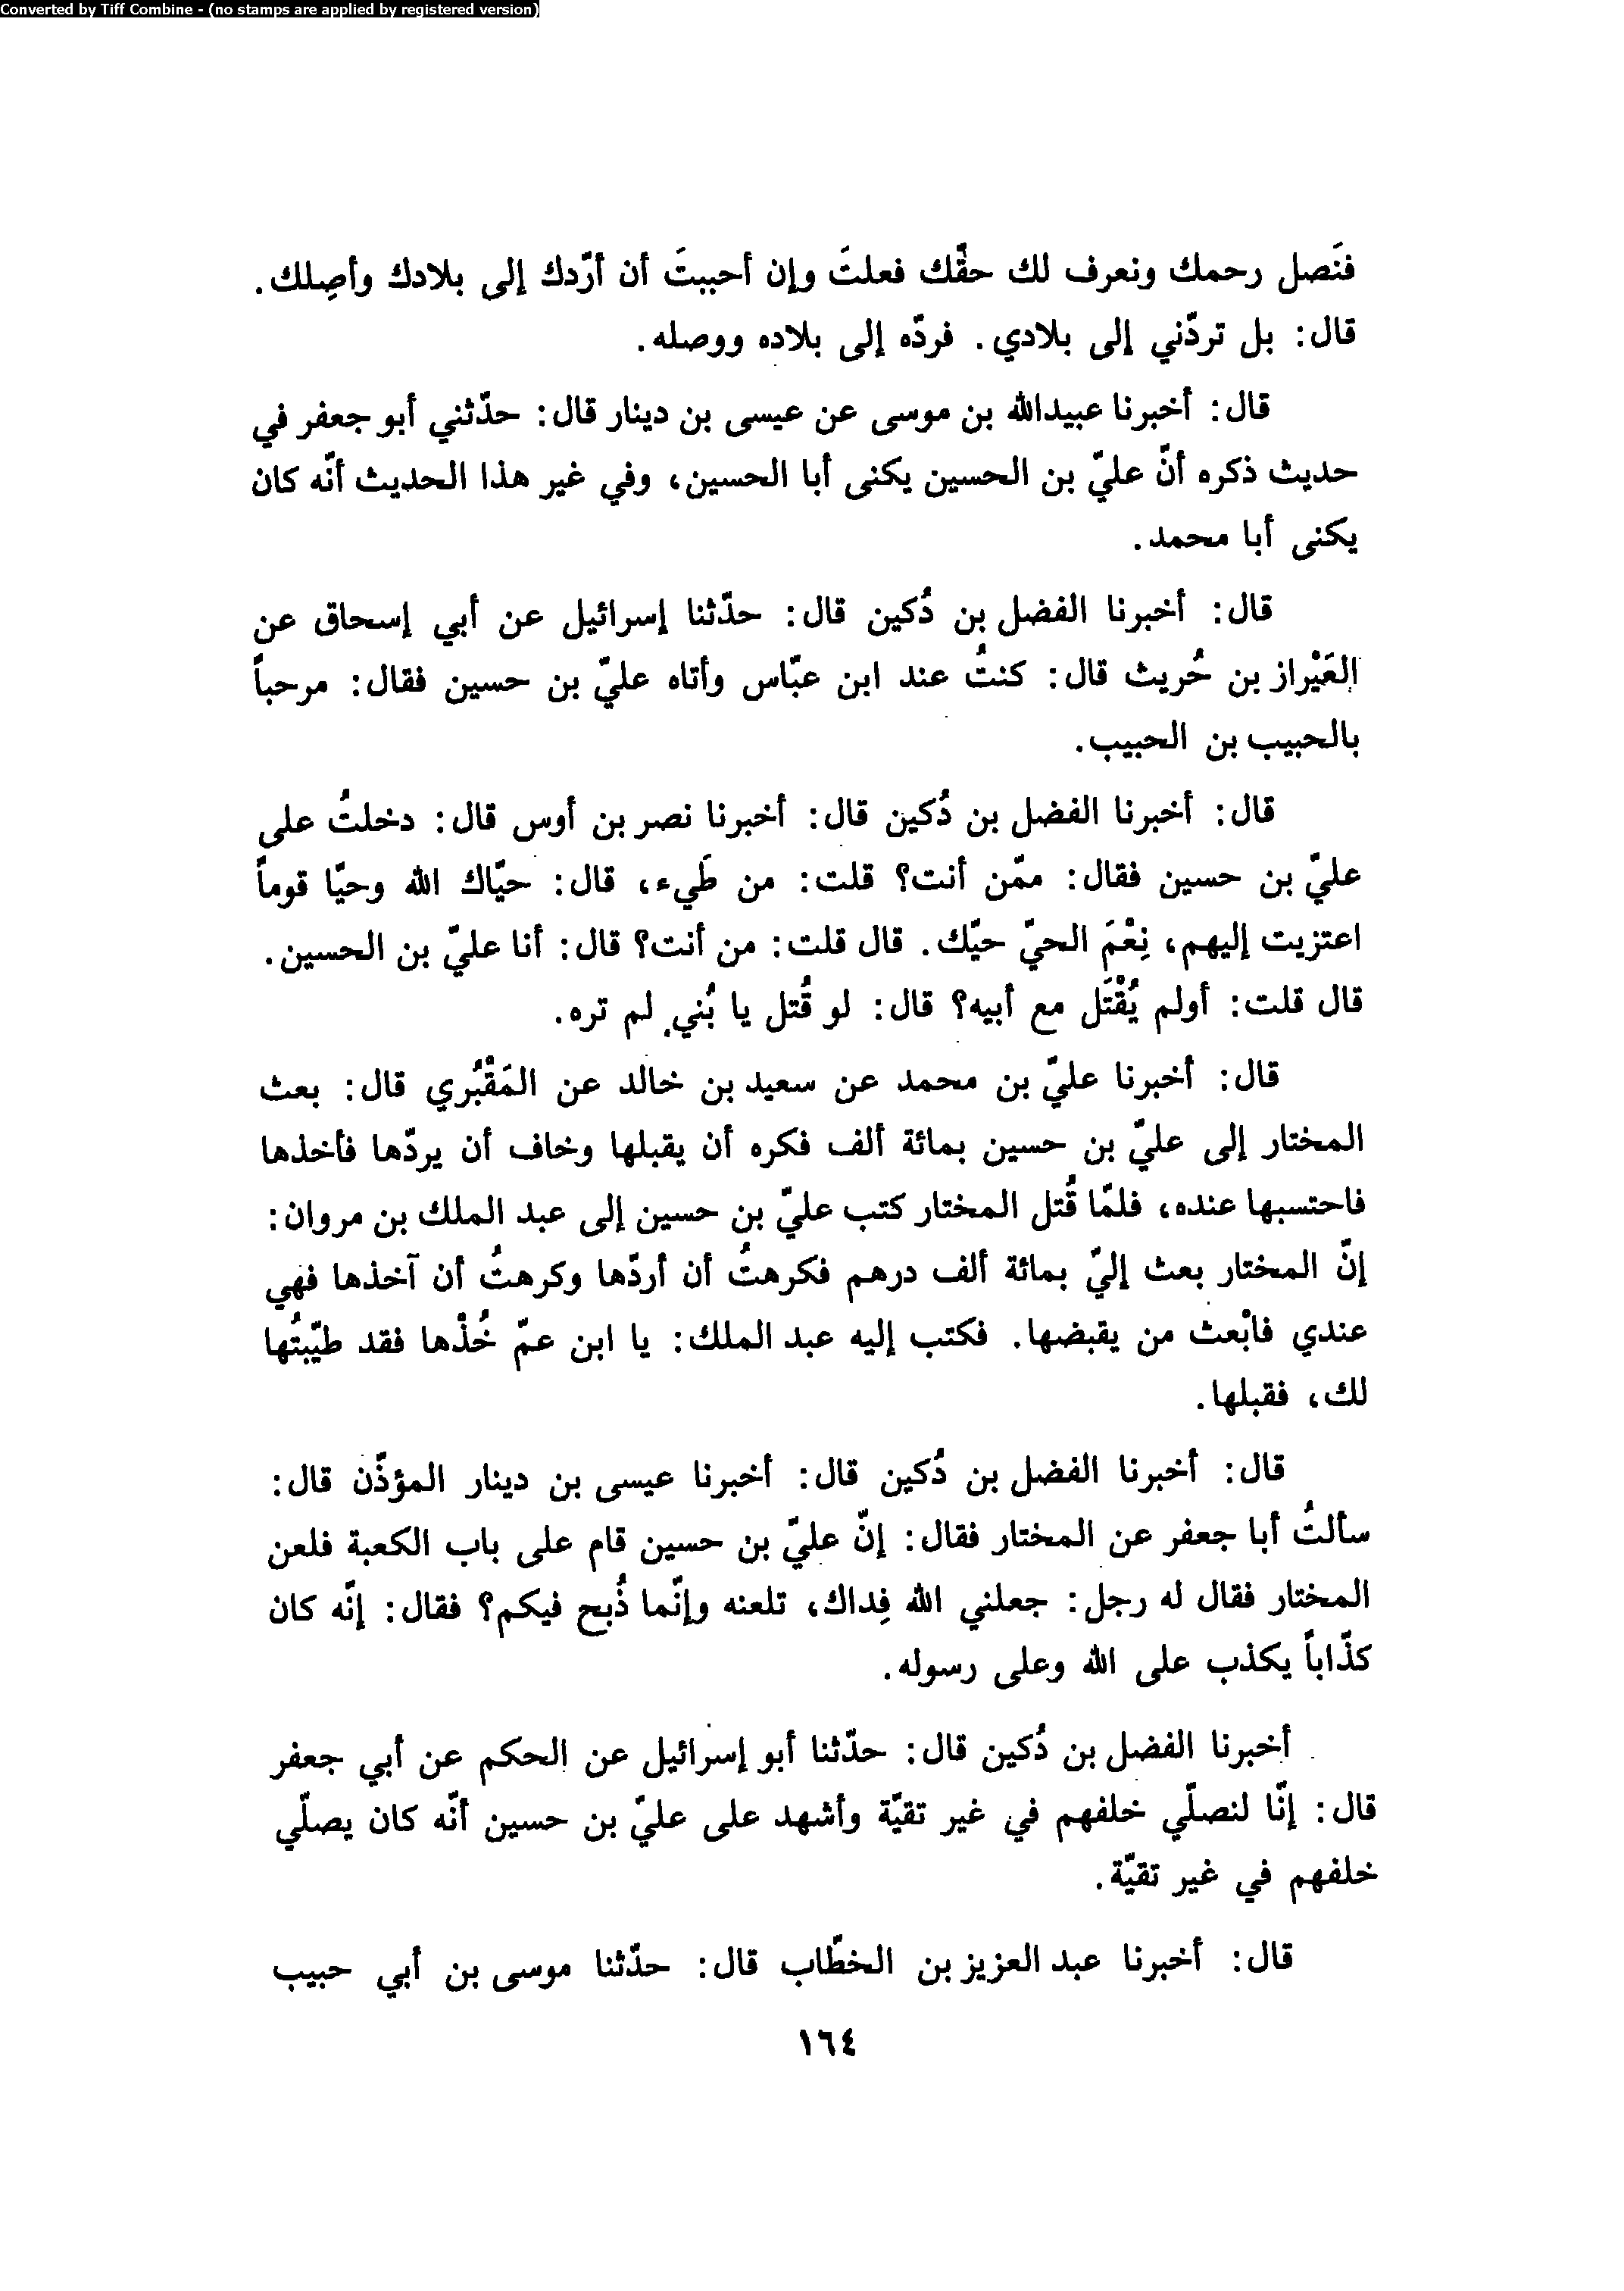 Converted by Tiff Combine - (no stamps are applied by registered version)
فنَصل رحمك ونعرف لك حقّك فعلتَ وإن أحببتَ أن أرّدك إلى بلادك وأصِلك.
قال: بل تردّني إلى بلادي. فردّه إلى بلاده ووصله.
قال: أخبرنا عبيدالله بن موسى عن عيسى بن دينار قال: حدّثني أبو جعفر في
حديث ذكره أنّ عليّ بن الحسين يكنى أبا الحسين، وفي غير هذا الحديث أنّه كان
يكنى أبا محمد.
قال: أخبرنا الفضل بن دُكين قال: حدّثنا إسرائيل عن أبي إسحاق عن
العَيْراز بن حُريث قال: كنتُ عند ابن عبّاس وأتاه عليّ بن حسين فقال: مرحباً
بالحبيب بن الحبيب.
قال: أخبرنا الفضل بن دُكين قال: أخبرنا نصر بن أوس قال: دخلتُ على
عليّ بن حسين فقال: ممّن أنت؟ قلت: من طَيء، قال: حيّاك الله وحيّا قوماً
اعتزيت إليهم، نِعْمَ الحيّ حيّك. قال قلت: من أنت؟ قال: أنا عليّ بن الحسين.
قال قلت: أولم يُقْتَل مع أبيه؟ قال: لو قُتل يا بُني لم تره.
قال: أخبرنا عليّ بن محمد عن سعيد بن خالد عن المَقْبُري قال: بعث
المختار إلى عليّ بن حسين بمائة ألف فكره أن يقبلها وخاف أن يردّها فأخذها
فاحتسبها عنده، فلمّا قُتل المختار كتب عليّ بن حسين إلى عبد الملك بن مروان:
إنّ المختار بعث إليّ بمائة ألف درهم فكرهتُ أن أردّها وكرهتُ أن آخذها فهي
عندي فابْعث من يقبضها. فكتب إليه عبد الملك: يا ابن عمّ خُذْها فقد طيّبتُها
لك، فقبلها.
قال: أخبرنا الفضل بن دُكين قال: أخبرنا عيسى بن دينار المؤذّن قال:
سألتُ أبا جعفر عن المختار فقال: إنّ عليّ بن حسين قام على باب الكعبة فلعن
المختار فقال له رجل: جعلني الله فِداك، تلعنه وإنّما ذُبح فيكم؟ فقال: إنّه كان
كذّاباً يكذب على الله وعلى رسوله.
أخبرنا الفضل بن دُكين قال: حدّثنا أبو إسرائيل عن الحكم عن أبي جعفر
قال: إنّا لنصلّي خلفهم في غير تقيّة وأشهد على عليّ بن حسين أنّه كان يصلّي
خلفهم في غير تقيّة.
قال: أخبرنا عبد العزيز بن الخطّاب قال: حدّثنا موسى بن أبي حبيب
١٦٤